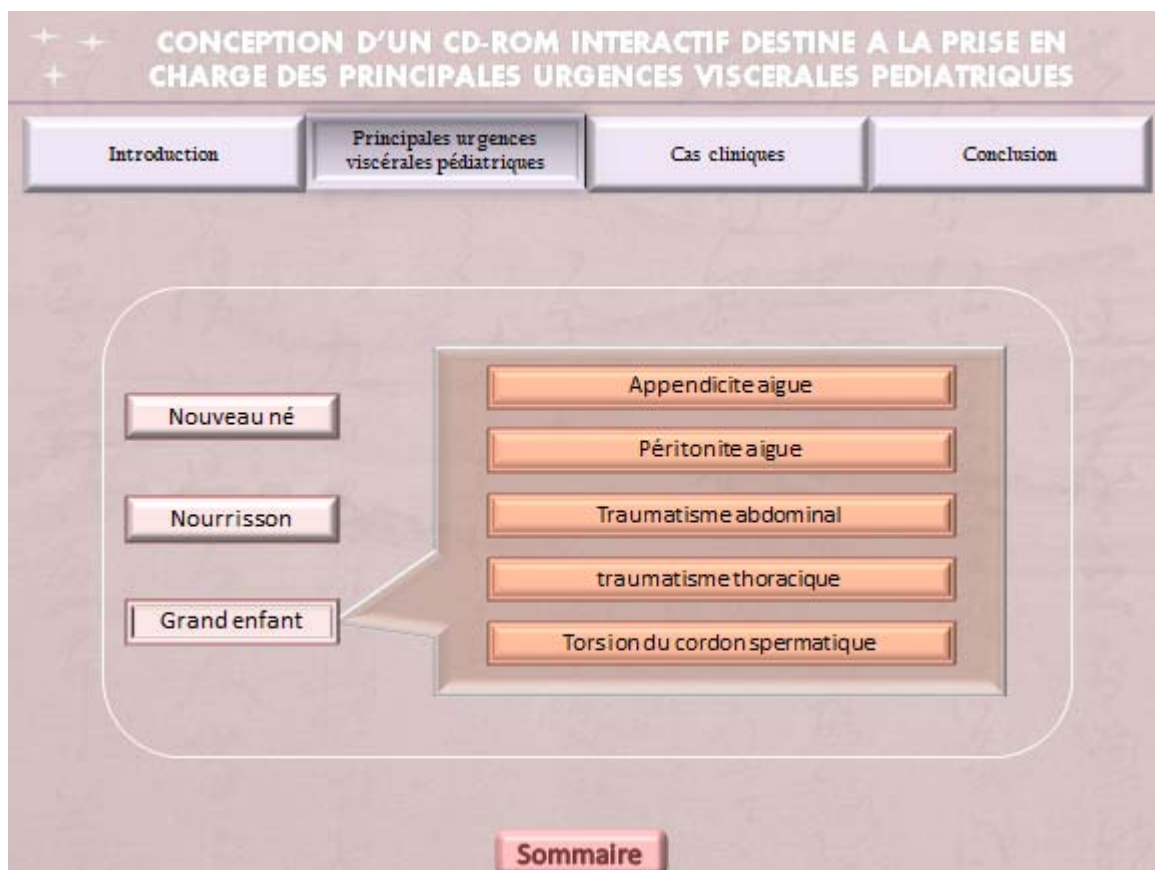 CONCEPTION D'UN CD-ROM INTERACTIF DESTINE A LA PRISE EN
CHARGE DES PRINCIPALES URGENCES VISCERALES PEDIATRIQUES
Introduction
Principales urgences
viscérales pédiatriques
Cas cliniques
Conclusion
Nouveau né
Nourrisson
Grand enfant
Appendicite aigue
Péritonite aigue
Traumatisme abdominal
traumatisme thoracique
Torsion du cordon spermatique
Sommaire